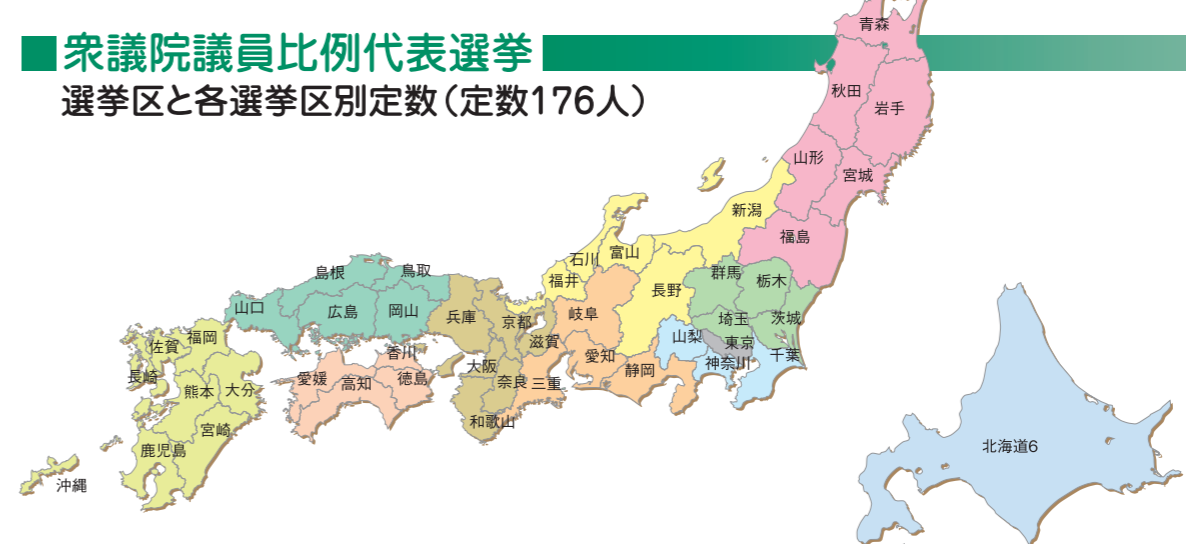 ■衆議院議員比例代表選挙
選挙区と各選挙区別定数（定数176人）
青森
秋田
岩手
山形
宮城
新潟
福島
石川
富山
福井
長野
群馬
栃木
島根
鳥取
山口
広島
岡山
兵庫
京都
滋賀
岐阜
埼玉
茨城
山梨
東京
千葉
神奈川
福岡
佐賀
長崎
熊本
大分
宮崎
鹿児島
沖縄
香川
愛媛
高知
徳島
大阪
奈良
三重
愛知
静岡
和歌山
北海道6